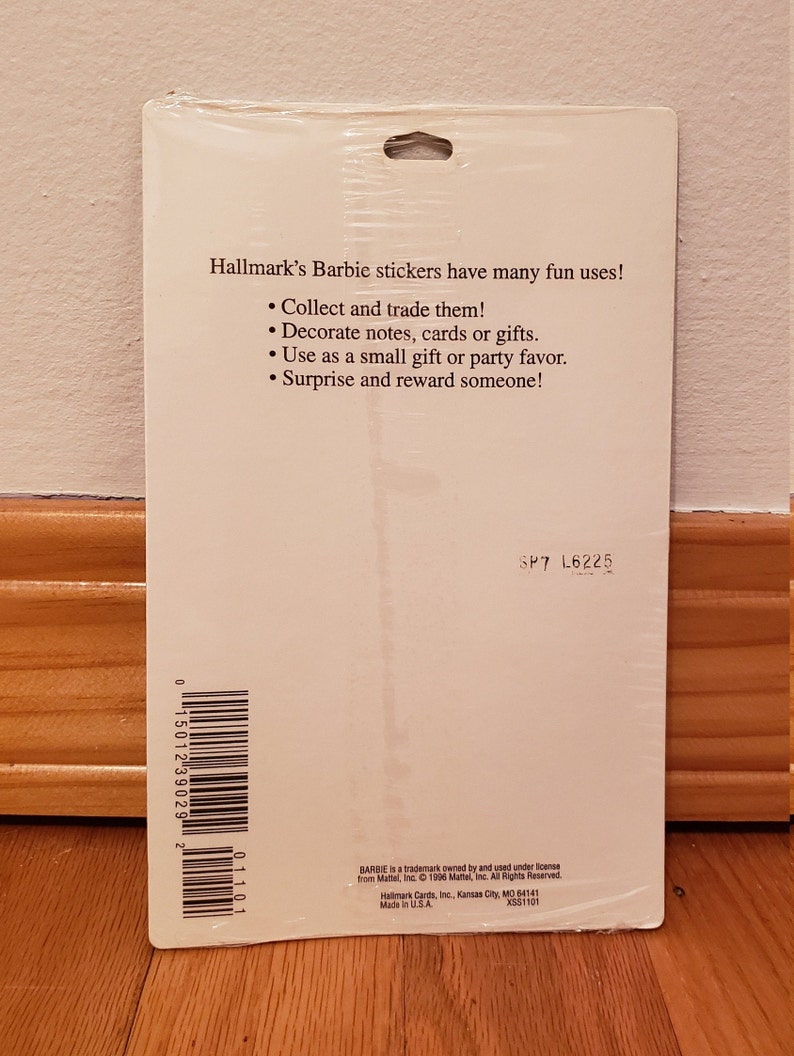 Hallmark's Barbie stickers have many fun uses!
• Collect and trade them!
• Decorate notes, cards or gifts.
• Use as a small gift or party favor.
• Surprise and reward someone!
SP7 L6225
0 15012 39029 2
01101
BARBIE is a trademark owned by and used under license
from Mattel, Inc. © 1996 Mattel, Inc. All Rights Reserved.
Hallmark Cards, Inc., Kansas City, MO 64141
Made in U.S.A. XSS1101